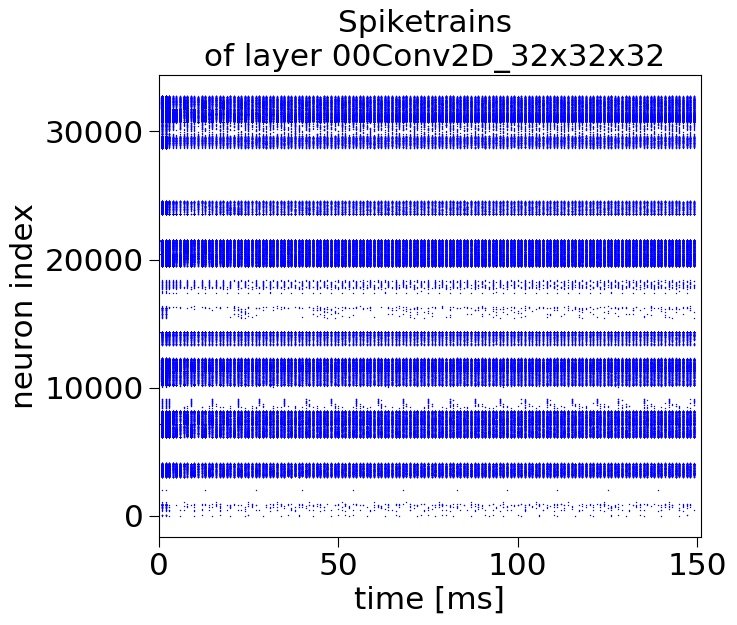 Spiketrains
of layer 00Conv2D_32x32x32
neuron index
30000
20000
10000
0
0 50 100 150
time [ms]